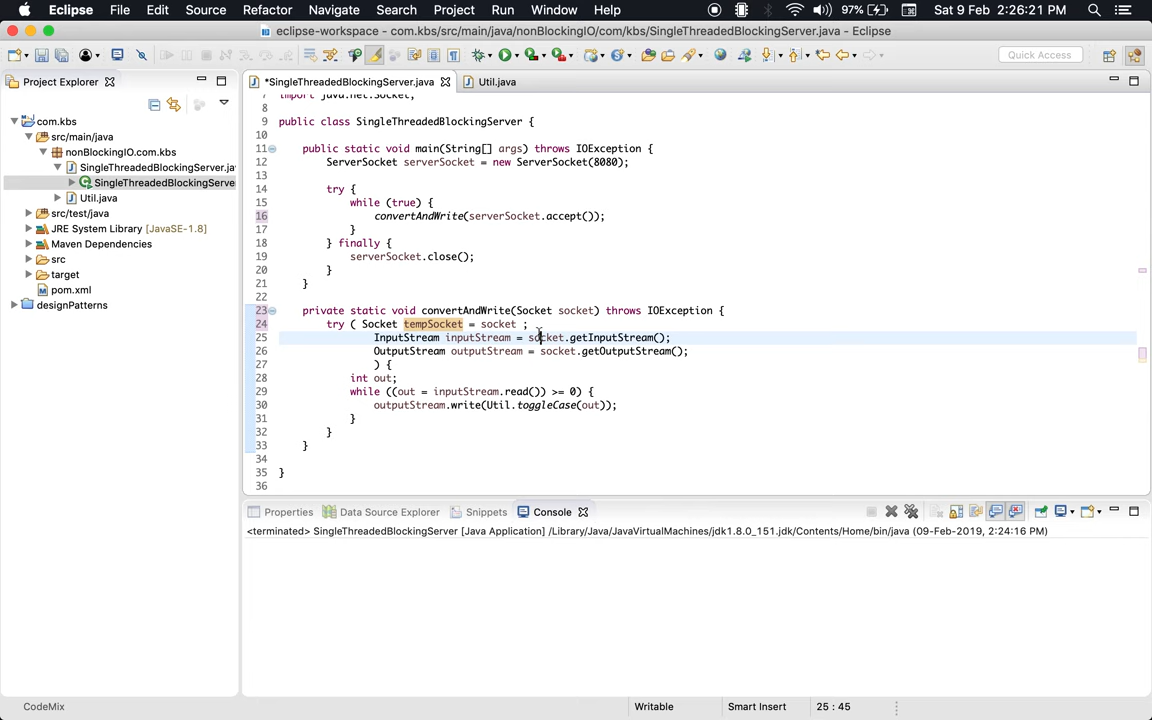 Eclipse File Edit Source Refactor Navigate Search Project Run Window Help 97% Sat 9 Feb 2:26:21 PM
eclipse-workspace - com.kbs/src/main/java/nonBlockingIO/com/kbs/SingleThreadedBlockingServer.java - Eclipse
Quick Access
Project Explorer
com.kbs
src/main/java
nonBlockingIO.com.kbs
SingleThreadedBlockingServer.ja
SingleThreadedBlockingServe
Util.java
src/test/java
JRE System Library [JavaSE-1.8]
Maven Dependencies
src
target
pom.xml
designPatterns
*SingleThreadedBlockingServer.java Util.java
7 import java.net.Socket;
8
9 public class SingleThreadedBlockingServer {
10
11 public static void main(String[] args) throws IOException {
12 ServerSocket serverSocket = new ServerSocket(8080);
13
14 try {
15 while (true) {
16 convertAndWrite(serverSocket.accept());
17 }
18 } finally {
19 serverSocket.close();
20 }
21 }
22
23 private static void convertAndWrite(Socket socket) throws IOException {
24 try ( Socket tempSocket = socket ;
25 InputStream inputStream = socket.getInputStream();
26 OutputStream outputStream = socket.getOutputStream();
27 ) {
28 int out;
29 while ((out = inputStream.read()) >= 0) {
30 outputStream.write(Util.toggleCase(out));
31 }
32 }
33 }
34
35 }
36
Properties Data Source Explorer Snippets Console
<terminated> SingleThreadedBlockingServer [Java Application] /Library/Java/JavaVirtualMachines/jdk1.8.0_151.jdk/Contents/Home/bin/java (09-Feb-2019, 2:24:16 PM)
CodeMix Writable Smart Insert 25 : 45